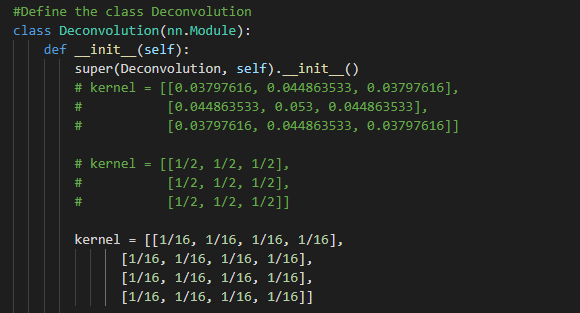 #Define the class Deconvolution
class Deconvolution(nn.Module):
    def __init__(self):
        super(Deconvolution, self).__init__()
        # kernel = [[0.03797616, 0.044863533, 0.03797616],
        #           [0.044863533, 0.053, 0.044863533],
        #           [0.03797616, 0.044863533, 0.03797616]]
        # kernel = [[1/2, 1/2, 1/2],
        #           [1/2, 1/2, 1/2],
        #           [1/2, 1/2, 1/2]]
        kernel = [[1/16, 1/16, 1/16, 1/16],
              [1/16, 1/16, 1/16, 1/16],
              [1/16, 1/16, 1/16, 1/16],
              [1/16, 1/16, 1/16, 1/16]]